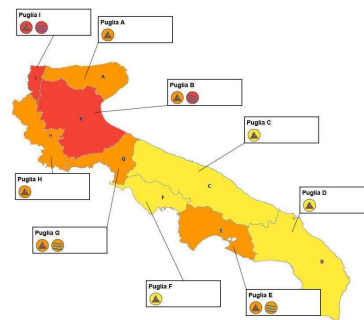 Puglia I
Puglia A
Puglia B
Puglia C
Puglia D
Puglia H
Puglia G
Puglia F
Puglia E
I
A
B
H
G
C
F
E
D